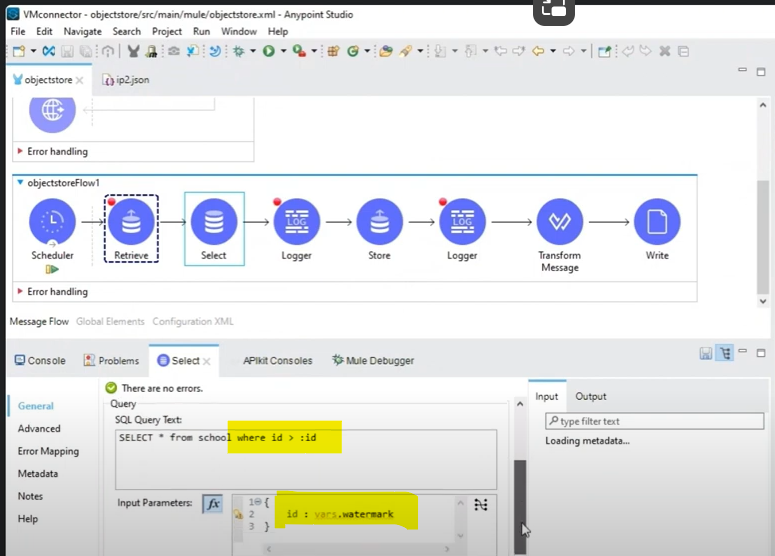 VMconnector - objectstore/src/main/mule/objectstore.xml - Anypoint Studio
File Edit Navigate Search Project Run Window Help
objectstore ip2.json
Error handling
objectstoreFlow1
LOG LOG
Scheduler Retrieve Select Logger Store Logger Transform Message Write
Error handling
Message Flow Global Elements Configuration XML
Console Problems Select APIkit Consoles Mule Debugger
There are no errors.
General
Advanced
Error Mapping
Metadata
Notes
Help
Query
SQL Query Text:
SELECT * from school where id > :id
Input Parameters: fx
1 {
2 id : vars.watermark
3 }
Input Output
type filter text
Loading metadata...